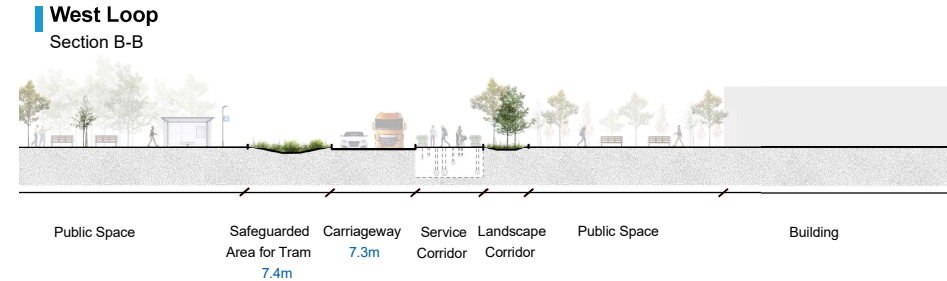 West Loop
Section B-B
Public Space
Safeguarded
Area for Tram
7.4m
Carriageway
7.3m
Service
Corridor
Landscape
Corridor
Public Space
Building